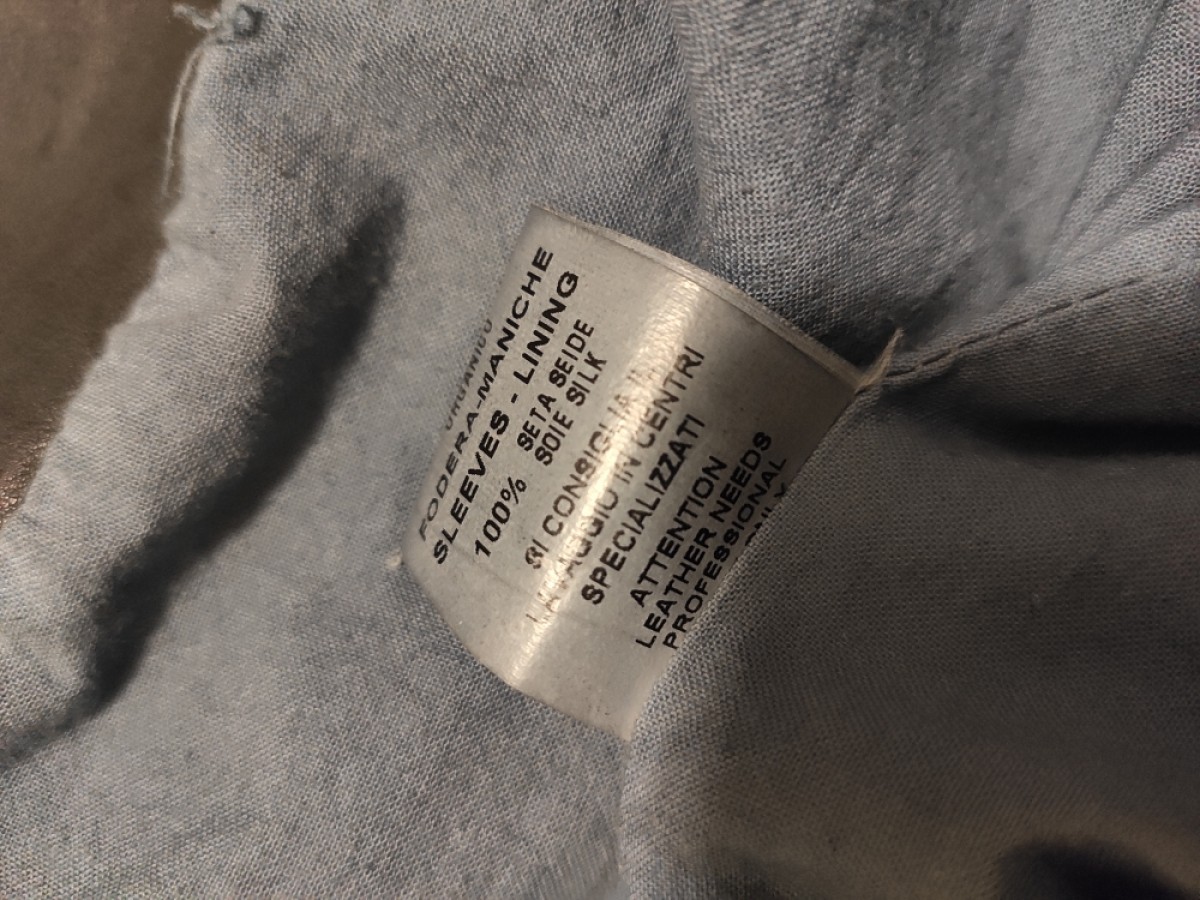 FODERA-MANICHE
SLEEVES - LINING
100% SETA SEIDE
SOIE SILK
SI CONSIGLIA IL
LAVAGGIO IN CENTRI
SPECIALIZZATI
ATTENTION
LEATHER NEEDS
PROFESSIONAL
ONLY